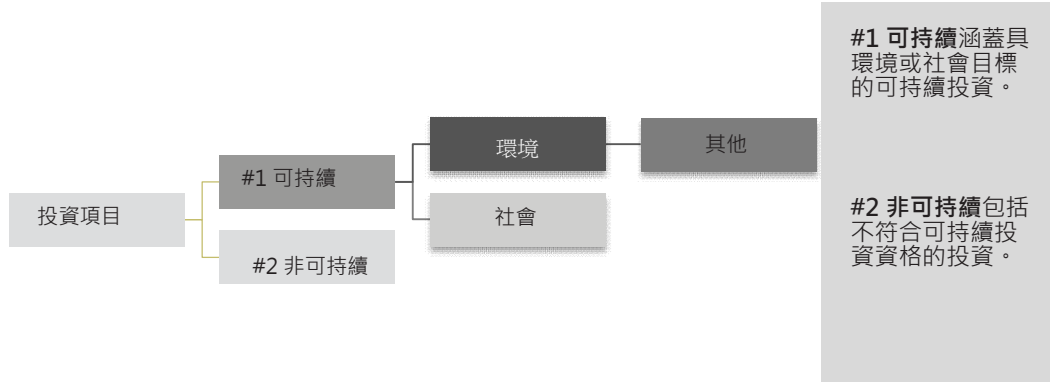 投資項目
#1 可持續
#2 非可持續
環境
社會
其他
#1 可持續涵蓋具
環境或社會目標
的可持續投資。
#2 非可持續包括
不符合可持續投
資資格的投資。